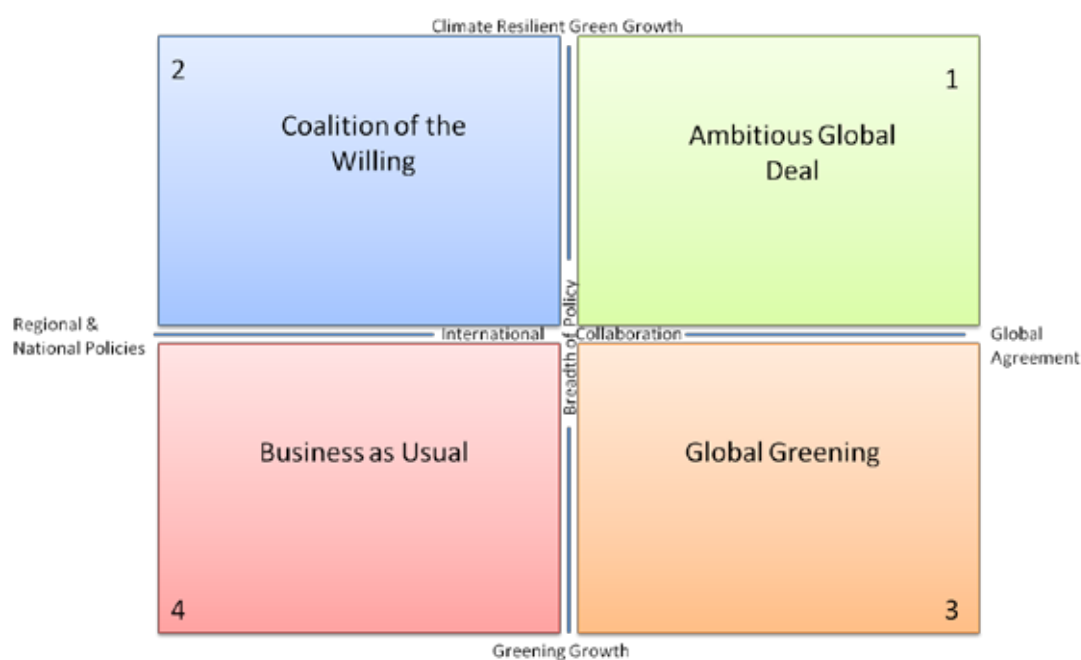 Climate Resilient Green Growth
2
1
Coalition of the
Willing
Ambitious Global
Deal
Regional &
National Policies
International Collaboration
Breadth of Policy
Global
Agreement
Business as Usual
Global Greening
4
3
Greening Growth